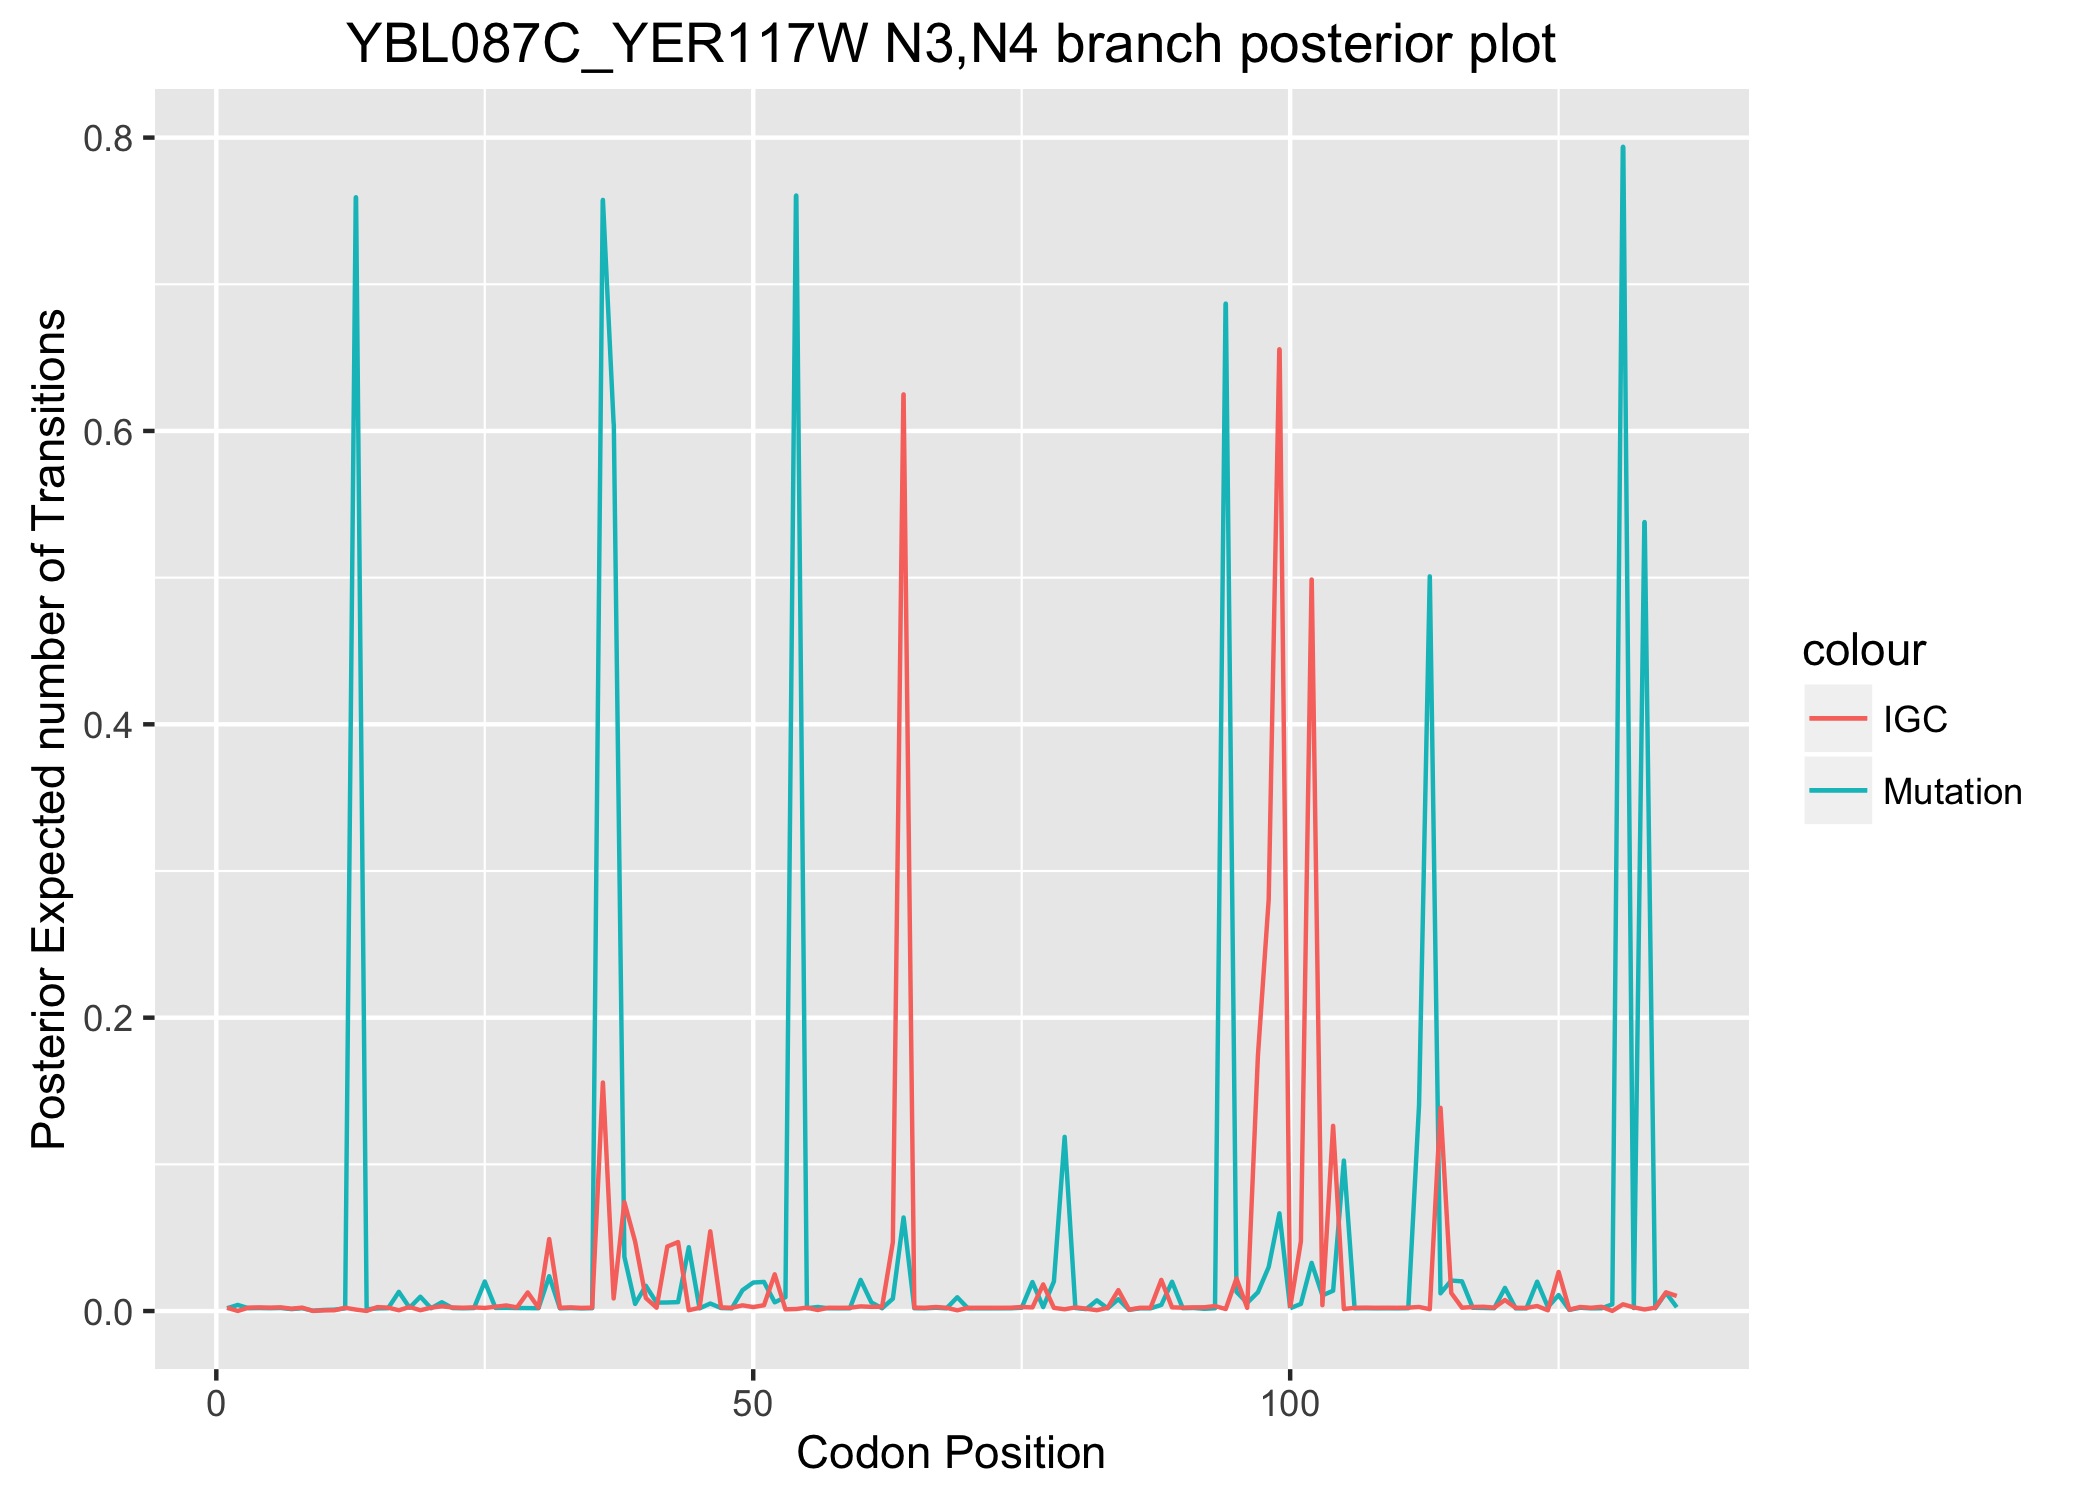 YBL087C_YER117W N3,N4 branch posterior plot
Posterior Expected number of Transitions
0.8
0.6
0.4
0.2
0.0
0 50 100
Codon Position
colour
IGC
Mutation